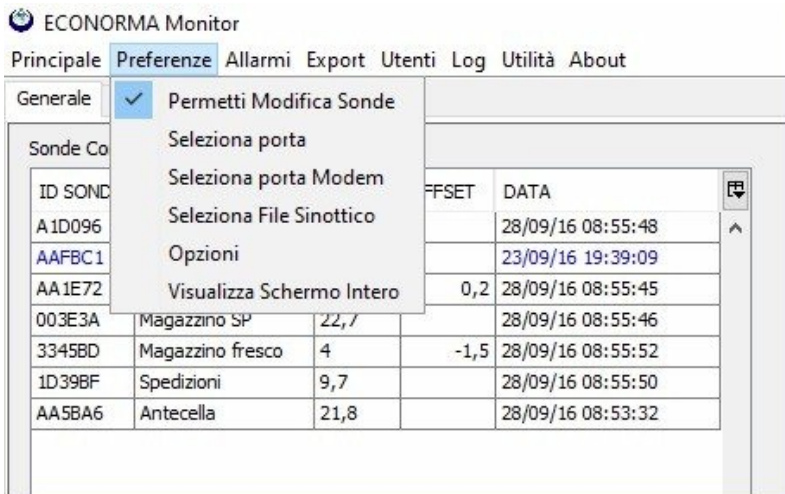 ECONORMA Monitor
Principale Preferenze Allarmi Export Utenti Log Utilità About
Generale
Permetti Modifica Sonde
Seleziona porta
Seleziona porta Modem
Seleziona File Sinottico
Opzioni
Visualizza Schermo Intero
Sonde Co
ID SOND FFSET DATA
A1D096 28/09/16 08:55:48
AAFBC1 23/09/16 19:39:09
AA1E72 0,2 28/09/16 08:55:45
003E3A Magazzino SP 22,7 28/09/16 08:55:46
3345BD Magazzino fresco 4 -1,5 28/09/16 08:55:52
1D39BF Spedizioni 9,7 28/09/16 08:55:50
AA5BA6 Antecella 21,8 28/09/16 08:53:32